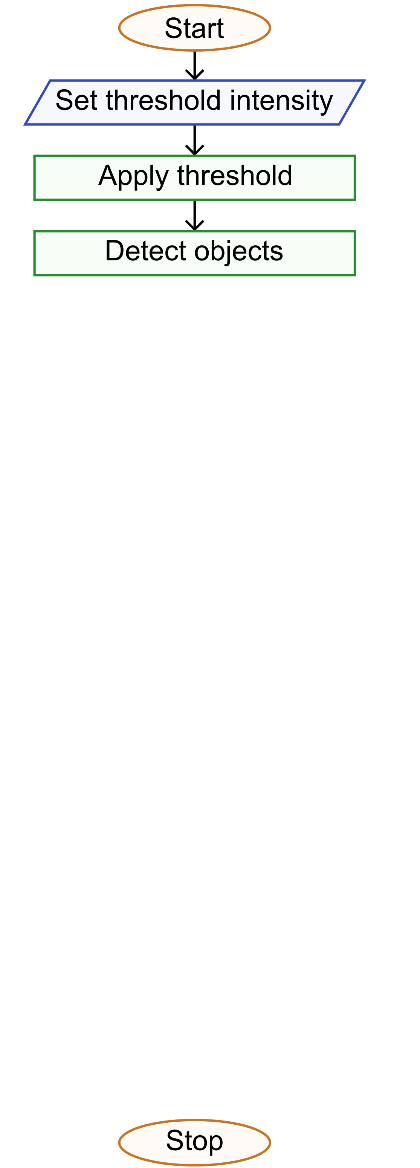 Start
Set threshold intensity
Apply threshold
Detect objects
Stop